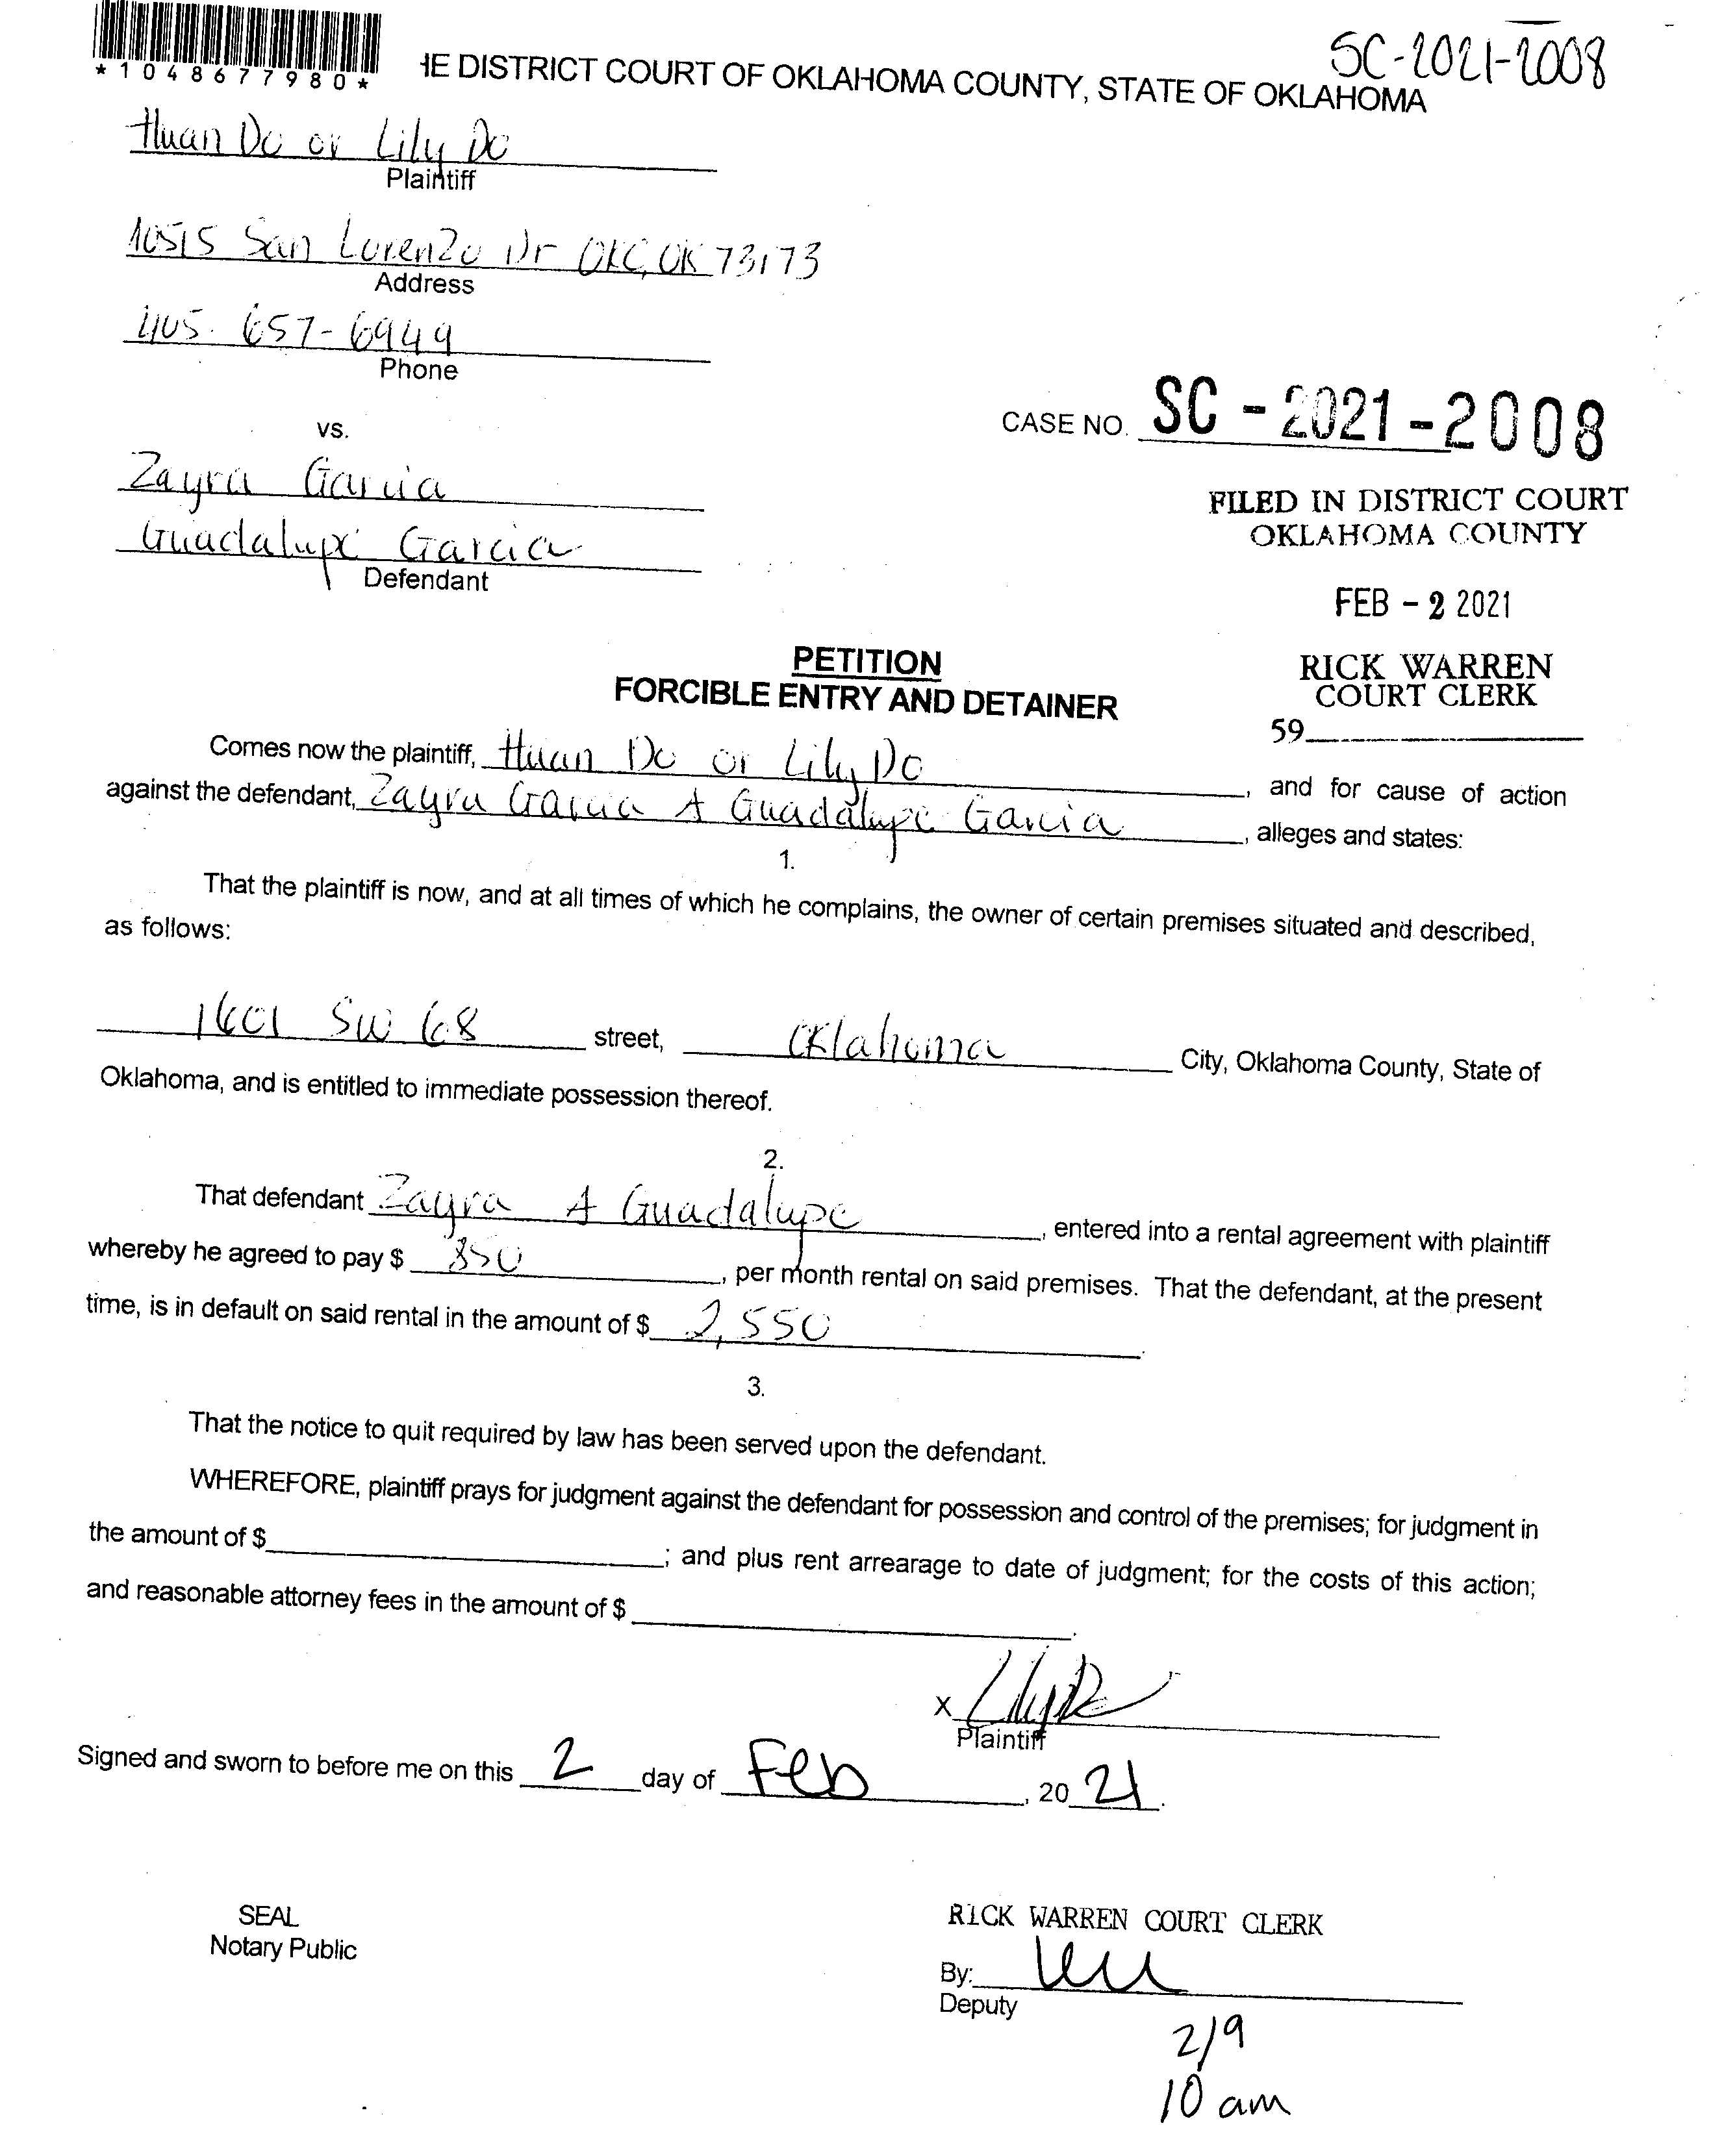 SC-2021-2008
*1048677980*
HE DISTRICT COURT OF OKLAHOMA COUNTY, STATE OF OKLAHOMA
Huan Do or Lily Do
Plaintiff
10515 San Lorenzo Dr OKC, OK 73173
Address
405. 657-6949
Phone
vs.
CASE NO. SC-2021-2008
Zayra Garcia
Guadalupe Garcia
Defendant
FILED IN DISTRICT COURT
OKLAHOMA COUNTY
FEB - 2 2021
RICK WARREN
COURT CLERK
59
PETITION
FORCIBLE ENTRY AND DETAINER
Comes now the plaintiff, Huan Do or Lily Do, and for cause of action
against the defendant, Zayra Garcia & Guadalupe Garcia, alleges and states:
1.
That the plaintiff is now, and at all times of which he complains, the owner of certain premises situated and described,
as follows:
1601 SW 68 street, Oklahoma City, Oklahoma County, State of
Oklahoma, and is entitled to immediate possession thereof.
2.
That defendant Zayra & Guadalupe, entered into a rental agreement with plaintiff
whereby he agreed to pay $ 850, per month rental on said premises. That the defendant, at the present
time, is in default on said rental in the amount of $ 2,550.
3.
That the notice to quit required by law has been served upon the defendant.
WHEREFORE, plaintiff prays for judgment against the defendant for possession and control of the premises; for judgment in
the amount of $ ; and plus rent arrearage to date of judgment; for the costs of this action;
and reasonable attorney fees in the amount of $ .
X
Plaintiff
Signed and sworn to before me on this 2 day of Feb, 2021.
SEAL
Notary Public
RICK WARREN COURT CLERK
By:
Deputy
2/9
10 am